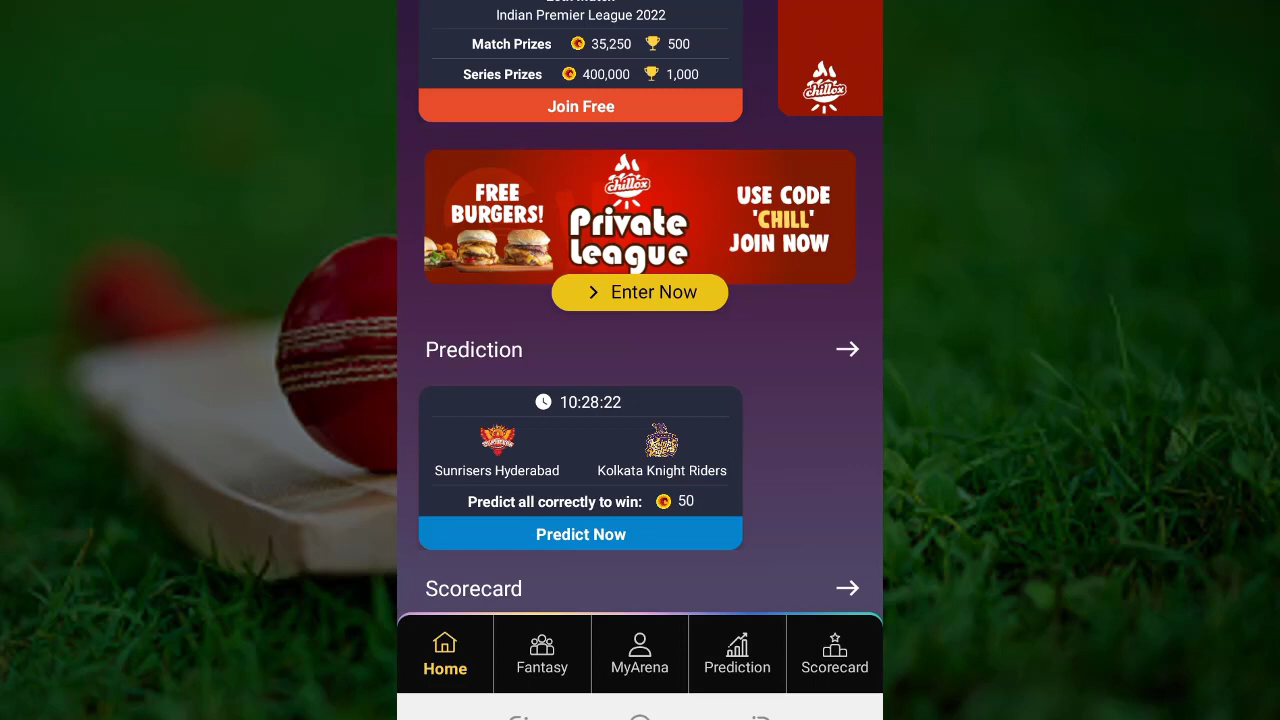 Indian Premier League 2022
Match Prizes 35,250 500
Series Prizes 400,000 1,000
Join Free
chillox
FREE
BURGERS!
chillox
Private
League
USE CODE
'CHILL'
JOIN NOW
Enter Now
Prediction
10:28:22
Sunrisers Hyderabad
Kolkata Knight Riders
Predict all correctly to win: 50
Predict Now
Scorecard
Home
Fantasy
MyArena
Prediction
Scorecard